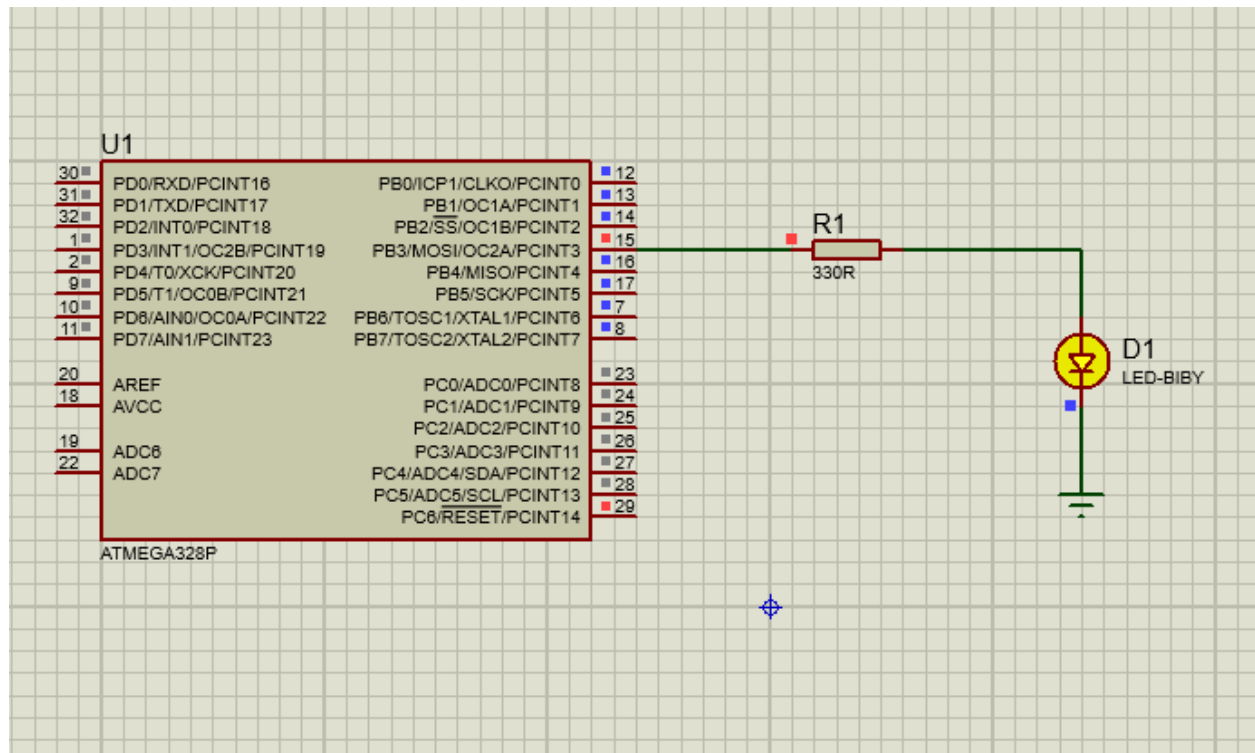 U1
30 PD0/RXD/PCINT16
31 PD1/TXD/PCINT17
32 PD2/INT0/PCINT18
1 PD3/INT1/OC2B/PCINT19
2 PD4/T0/XCK/PCINT20
9 PD5/T1/OC0B/PCINT21
10 PD6/AIN0/OC0A/PCINT22
11 PD7/AIN1/PCINT23
20 AREF
18 AVCC
19 ADC6
22 ADC7
PB0/ICP1/CLKO/PCINT0 12
PB1/OC1A/PCINT1 13
PB2/SS/OC1B/PCINT2 14
PB3/MOSI/OC2A/PCINT3 15
PB4/MISO/PCINT4 16
PB5/SCK/PCINT5 17
PB6/TOSC1/XTAL1/PCINT6 7
PB7/TOSC2/XTAL2/PCINT7 8
PC0/ADC0/PCINT8 23
PC1/ADC1/PCINT9 24
PC2/ADC2/PCINT10 25
PC3/ADC3/PCINT11 26
PC4/ADC4/SDA/PCINT12 27
PC5/ADC5/SCL/PCINT13 28
PC6/RESET/PCINT14 29
ATMEGA328P
R1
330R
D1
LED-BIBY